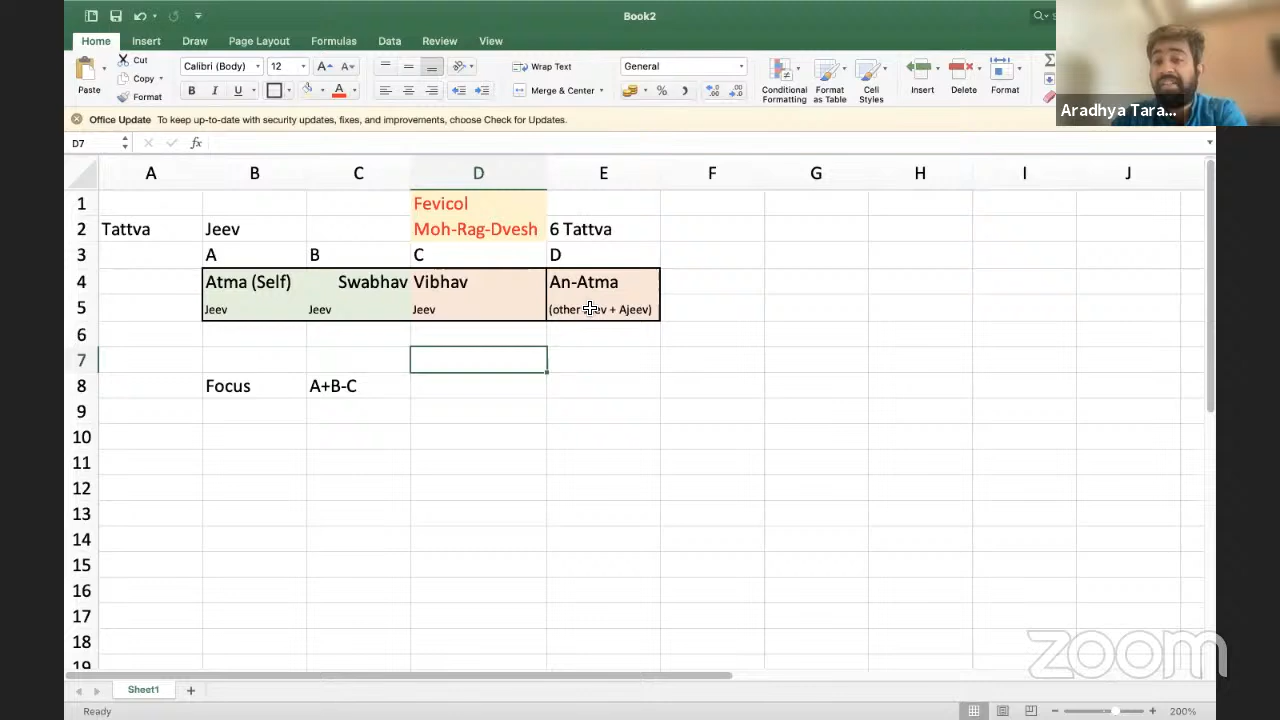 Book2
Home Insert Draw Page Layout Formulas Data Review View
Paste
Cut
Copy
Format
Calibri (Body) 12
B I U
Wrap Text
Merge & Center
General
Conditional Formatting
Format as Table
Cell Styles
Insert
Delete
Format
Aradhya Tara...
Office Update To keep up-to-date with security updates, fixes, and improvements, choose Check for Updates.
D7 fx
A B C D E F G H I J
1 Fevicol
2 Tattva Jeev Moh-Rag-Dvesh 6 Tattva
3 A B C D
4 Atma (Self) Swabhav Vibhav An-Atma
5 Jeev Jeev Jeev (other + Ajeev)
6
7
8 Focus A+B-C
9
10
11
12
13
14
15
16
17
18
19
zoom
Sheet1
Ready 200%